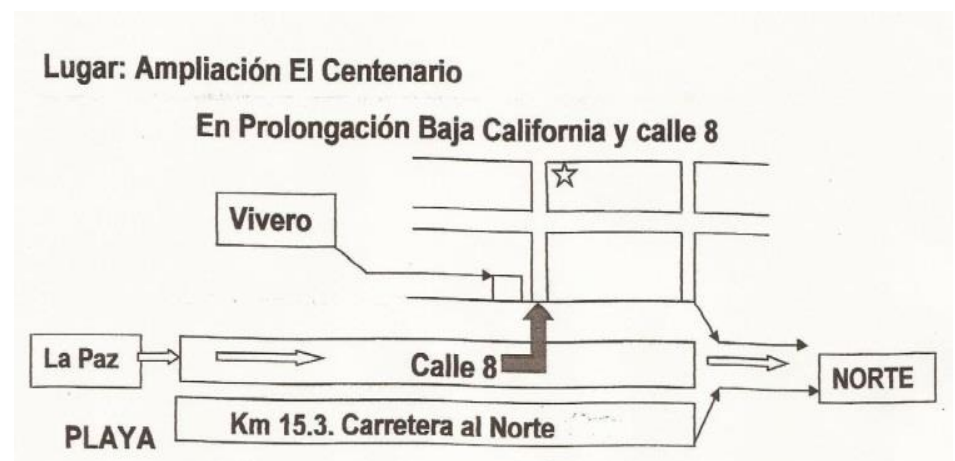 Lugar: Ampliación El Centenario
En Prolongación Baja California y calle 8
Vivero
La Paz
Calle 8
NORTE
Km 15.3. Carretera al Norte
PLAYA